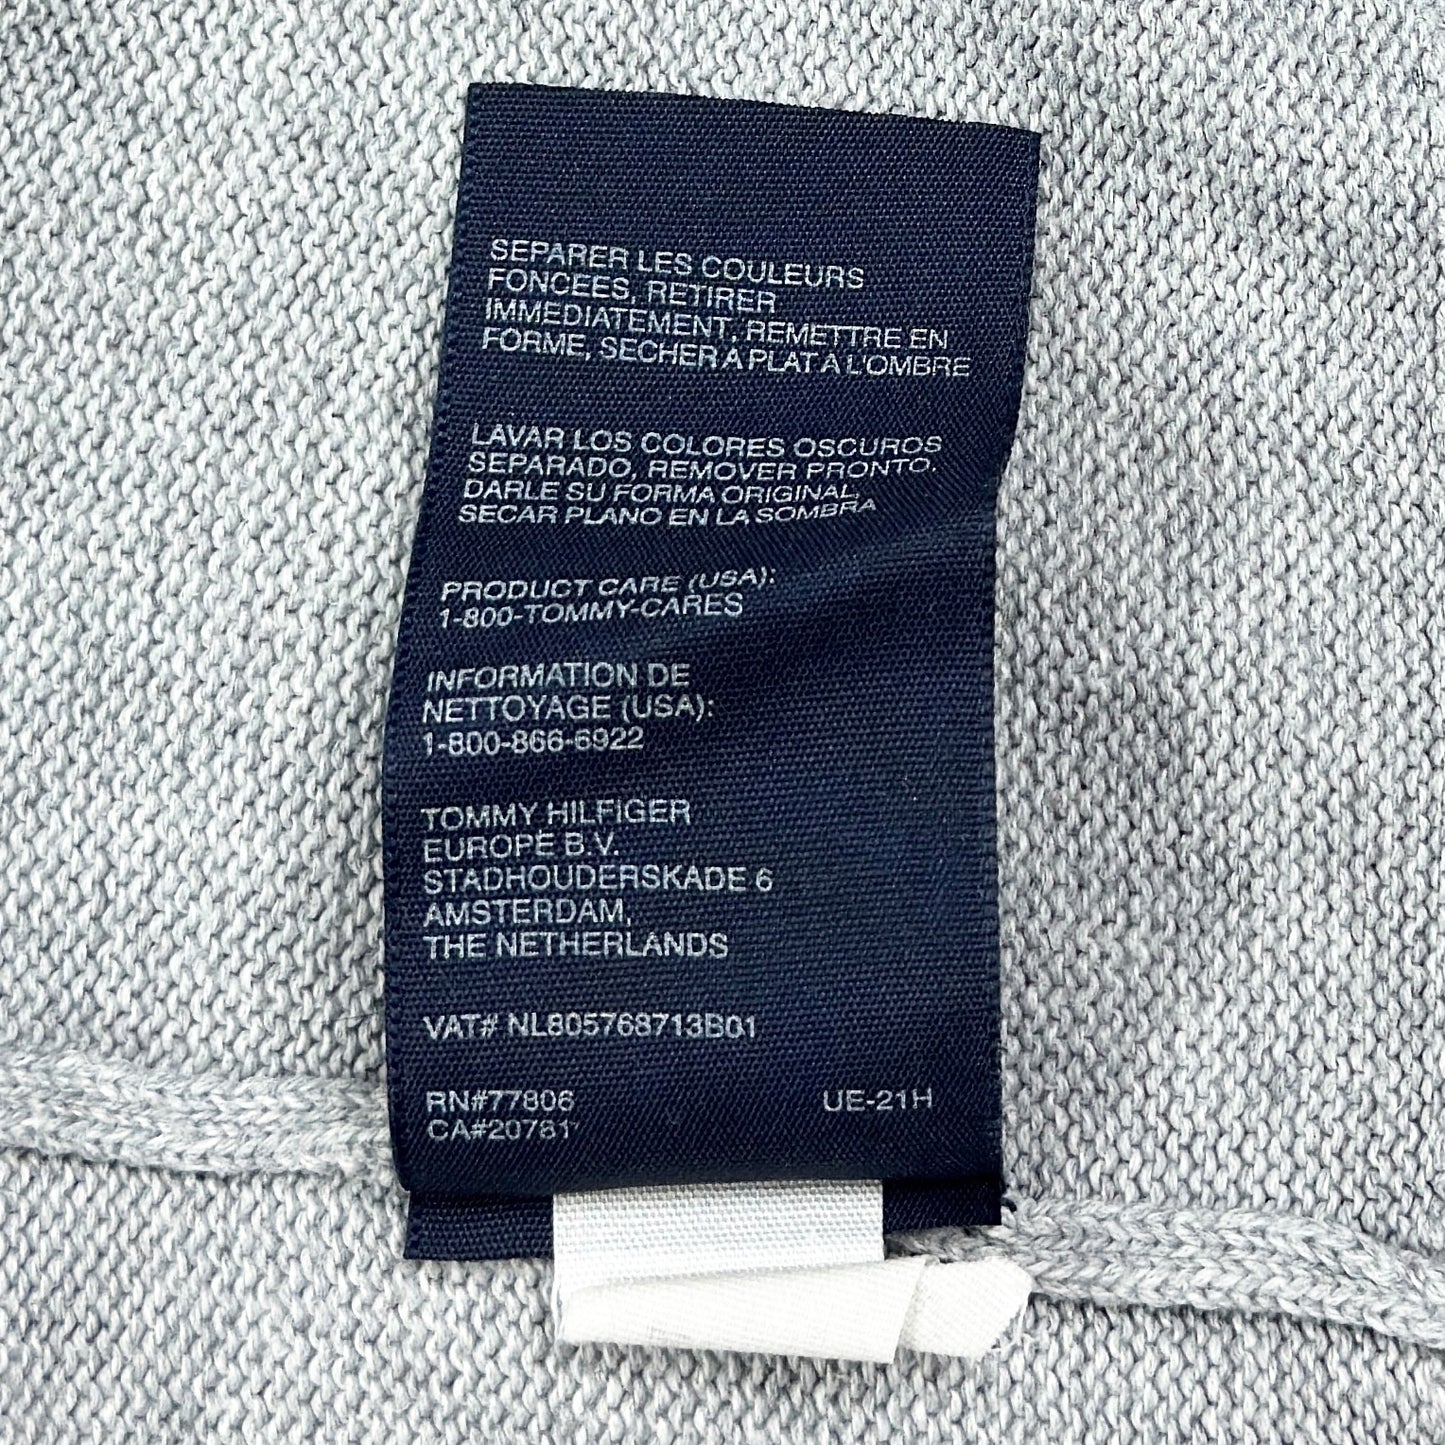 SEPARER LES COULEURS
FONCEES, RETIRER
IMMEDIATEMENT, REMETTRE EN
FORME, SECHER A PLAT A L'OMBRE
LAVAR LOS COLORES OSCUROS
SEPARADO, REMOVER PRONTO.
DARLE SU FORMA ORIGINAL,
SECAR PLANO EN LA SOMBRA
PRODUCT CARE (USA):
1-800-TOMMY-CARES
INFORMATION DE
NETTOYAGE (USA):
1-800-866-6922
TOMMY HILFIGER
EUROPE B.V.
STADHOUDERSKADE 6
AMSTERDAM,
THE NETHERLANDS
VAT# NL805768713B01
RN#77806 UE-21H
CA#20781